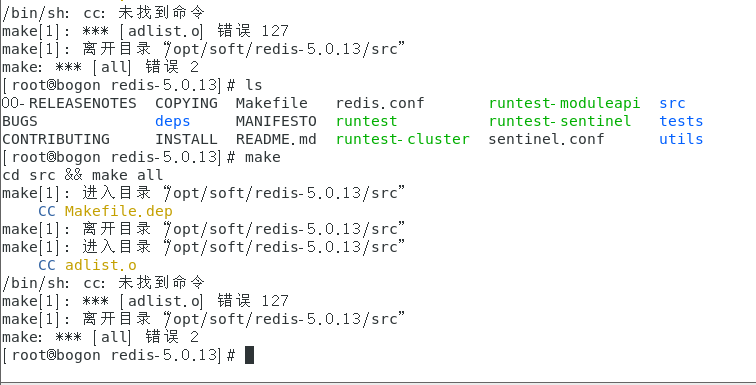 /bin/sh: cc: 未找到命令
make[1]: *** [adlist.o] 错误 127
make[1]: 离开目录“/opt/soft/redis-5.0.13/src”
make: *** [all] 错误 2
[root@bogon redis-5.0.13]# ls
00-RELEASENOTES  COPYING  Makefile   redis.conf       runtest-moduleapi  src
BUGS             deps     MANIFESTO  runtest          runtest-sentinel   tests
CONTRIBUTING     INSTALL  README.md  runtest-cluster  sentinel.conf      utils
[root@bogon redis-5.0.13]# make
cd src && make all
make[1]: 进入目录“/opt/soft/redis-5.0.13/src”
    CC Makefile.dep
make[1]: 离开目录“/opt/soft/redis-5.0.13/src”
make[1]: 进入目录“/opt/soft/redis-5.0.13/src”
    CC adlist.o
/bin/sh: cc: 未找到命令
make[1]: *** [adlist.o] 错误 127
make[1]: 离开目录“/opt/soft/redis-5.0.13/src”
make: *** [all] 错误 2
[root@bogon redis-5.0.13]#